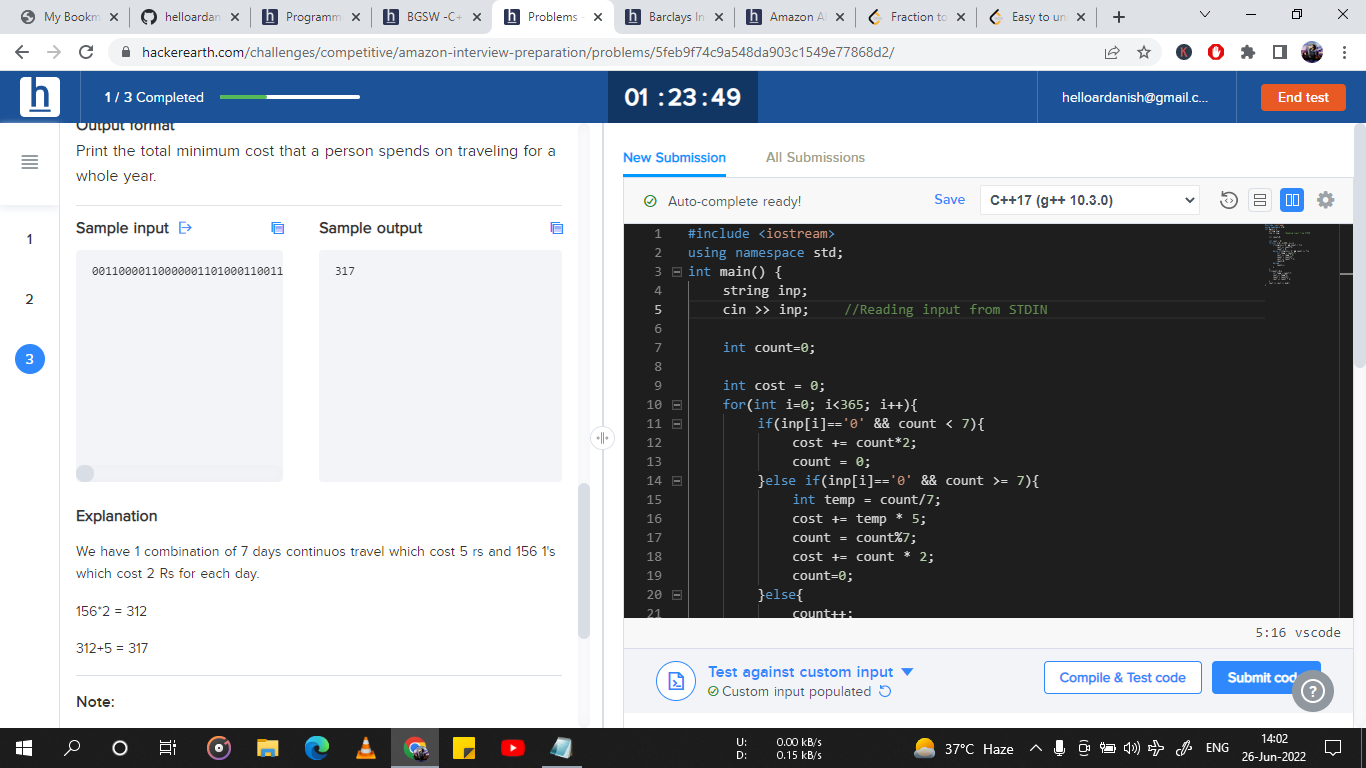 My Bookm
helloardan
Programm
BGSW -C+
Problems
Barclays In
Amazon A
Fraction to
Easy to un
hackerearth.com/challenges/competitive/amazon-interview-preparation/problems/5feb9f74c9a548da903c1549e77868d2/
K
h
1 / 3 Completed
01 :23:49
helloardanish@gmail.c...
End test
Output format
Print the total minimum cost that a person spends on traveling for a
whole year.
Sample input
Sample output
0011000011000000110100011001 1
317
1
2
3
Explanation
We have 1 combination of 7 days continuos travel which cost 5 rs and 156 1's
which cost 2 Rs for each day.
156*2 = 312
312+5 = 317
Note:
New Submission
All Submissions
Auto-complete ready!
Save
C++17 (g++ 10.3.0)
1 #include <iostream>
2 using namespace std;
3 int main() {
4 string inp;
5 cin >> inp; //Reading input from STDIN
6
7 int count=0;
8
9 int cost = 0;
10 for(int i=0; i<365; i++){
11 if(inp[i]=='0' && count < 7){
12 cost += count*2;
13 count = 0;
14 }else if(inp[i]=='0' && count >= 7){
15 int temp = count/7;
16 cost += temp * 5;
17 count = count%7;
18 cost += count * 2;
19 count=0;
20 }else{
21 count++;
5:16 vscode
Test against custom input
Custom input populated
Compile & Test code
Submit cod
?
U: 0.00 kB/s
D: 0.15 kB/s
37°C Haze
ENG
14:02
26-Jun-2022